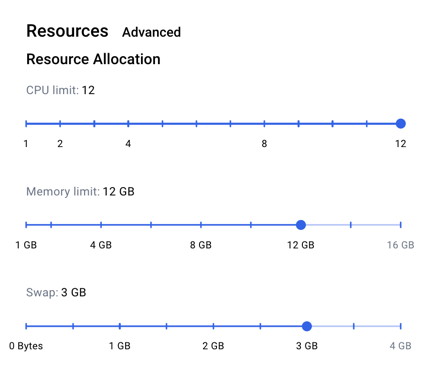 Resources Advanced
Resource Allocation
CPU limit: 12
1 2 4 8 12
Memory limit: 12 GB
1 GB 4 GB 8 GB 12 GB 16 GB
Swap: 3 GB
0 Bytes 1 GB 2 GB 3 GB 4 GB